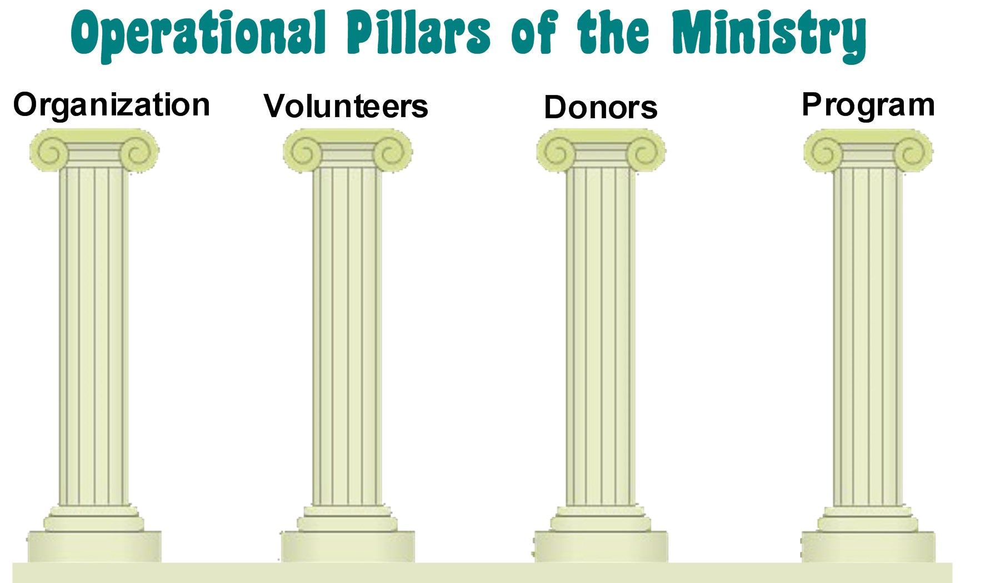 Operational Pillars of the Ministry
Organization
Volunteers
Donors
Program